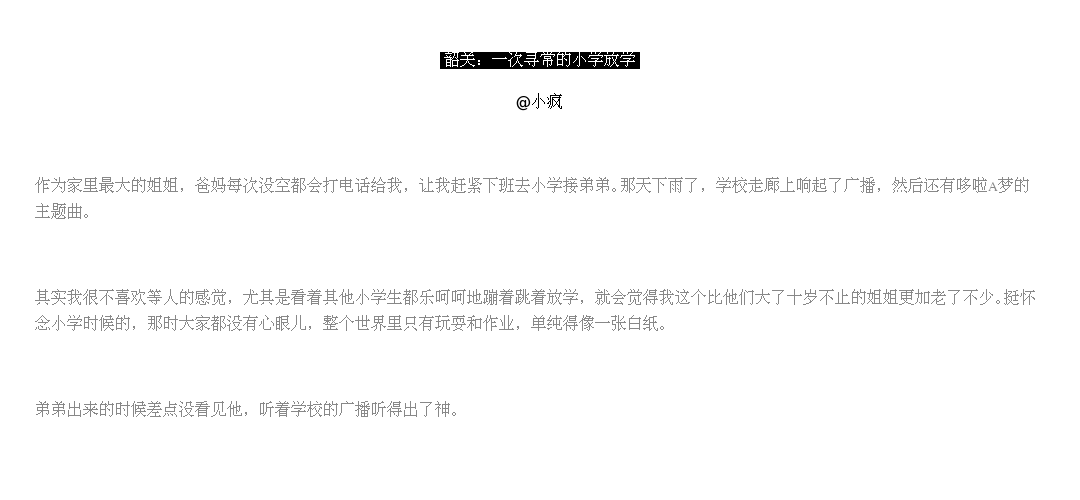 韶关：一次寻常的小学放学
@小疯
作为家里最大的姐姐，爸妈每次没空都会打电话给我，让我赶紧下班去小学接弟弟。那天下雨了，学校走廊上响起了广播，然后还有哆啦A梦的
主题曲。
其实我很不喜欢等人的感觉，尤其是看着其他小学生都乐呵呵地蹦着跳着放学，就会觉得我这个比他们大了十岁不止的姐姐更加老了不少。挺怀
念小学时候的，那时大家都没有心眼儿，整个世界里只有玩耍和作业，单纯得像一张白纸。
弟弟出来的时候差点没看见他，听着学校的广播听得出了神。